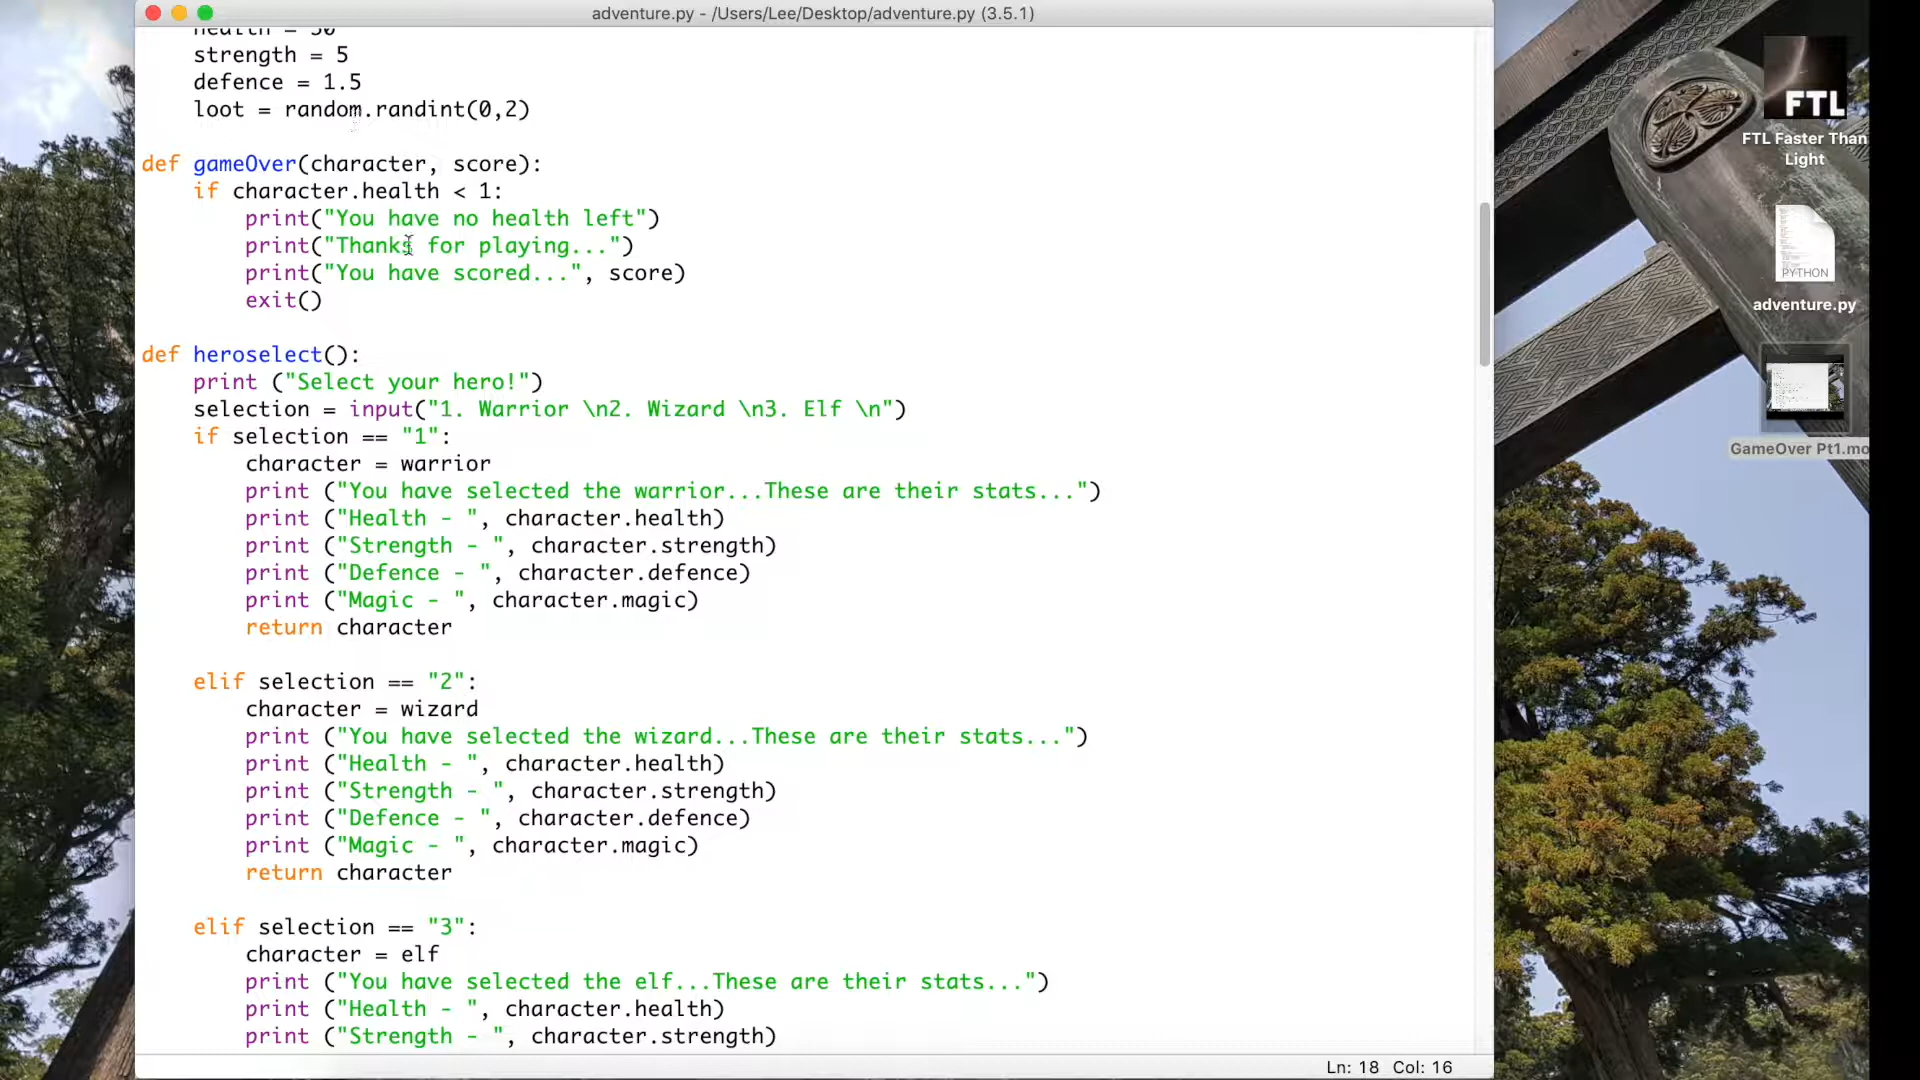 adventure.py - /Users/Lee/Desktop/adventure.py (3.5.1)
strength = 5
defence = 1.5
loot = random.randint(0,2)
def gameOver(character, score):
if character.health < 1:
print("You have no health left")
print("Thanks for playing...")
print("You have scored...", score)
exit()
def heroselect():
print ("Select your hero!")
selection = input("1. Warrior \n2. Wizard \n3. Elf \n")
if selection == "1":
character = warrior
print ("You have selected the warrior...These are their stats...")
print ("Health - ", character.health)
print ("Strength - ", character.strength)
print ("Defence - ", character.defence)
print ("Magic - ", character.magic)
return character
elif selection == "2":
character = wizard
print ("You have selected the wizard...These are their stats...")
print ("Health - ", character.health)
print ("Strength - ", character.strength)
print ("Defence - ", character.defence)
print ("Magic - ", character.magic)
return character
elif selection == "3":
character = elf
print ("You have selected the elf...These are their stats...")
print ("Health - ", character.health)
print ("Strength - ", character.strength)
Ln: 18 Col: 16
FTL
FTL Faster Than
Light
PYTHON
adventure.py
GameOver Pt1.mo